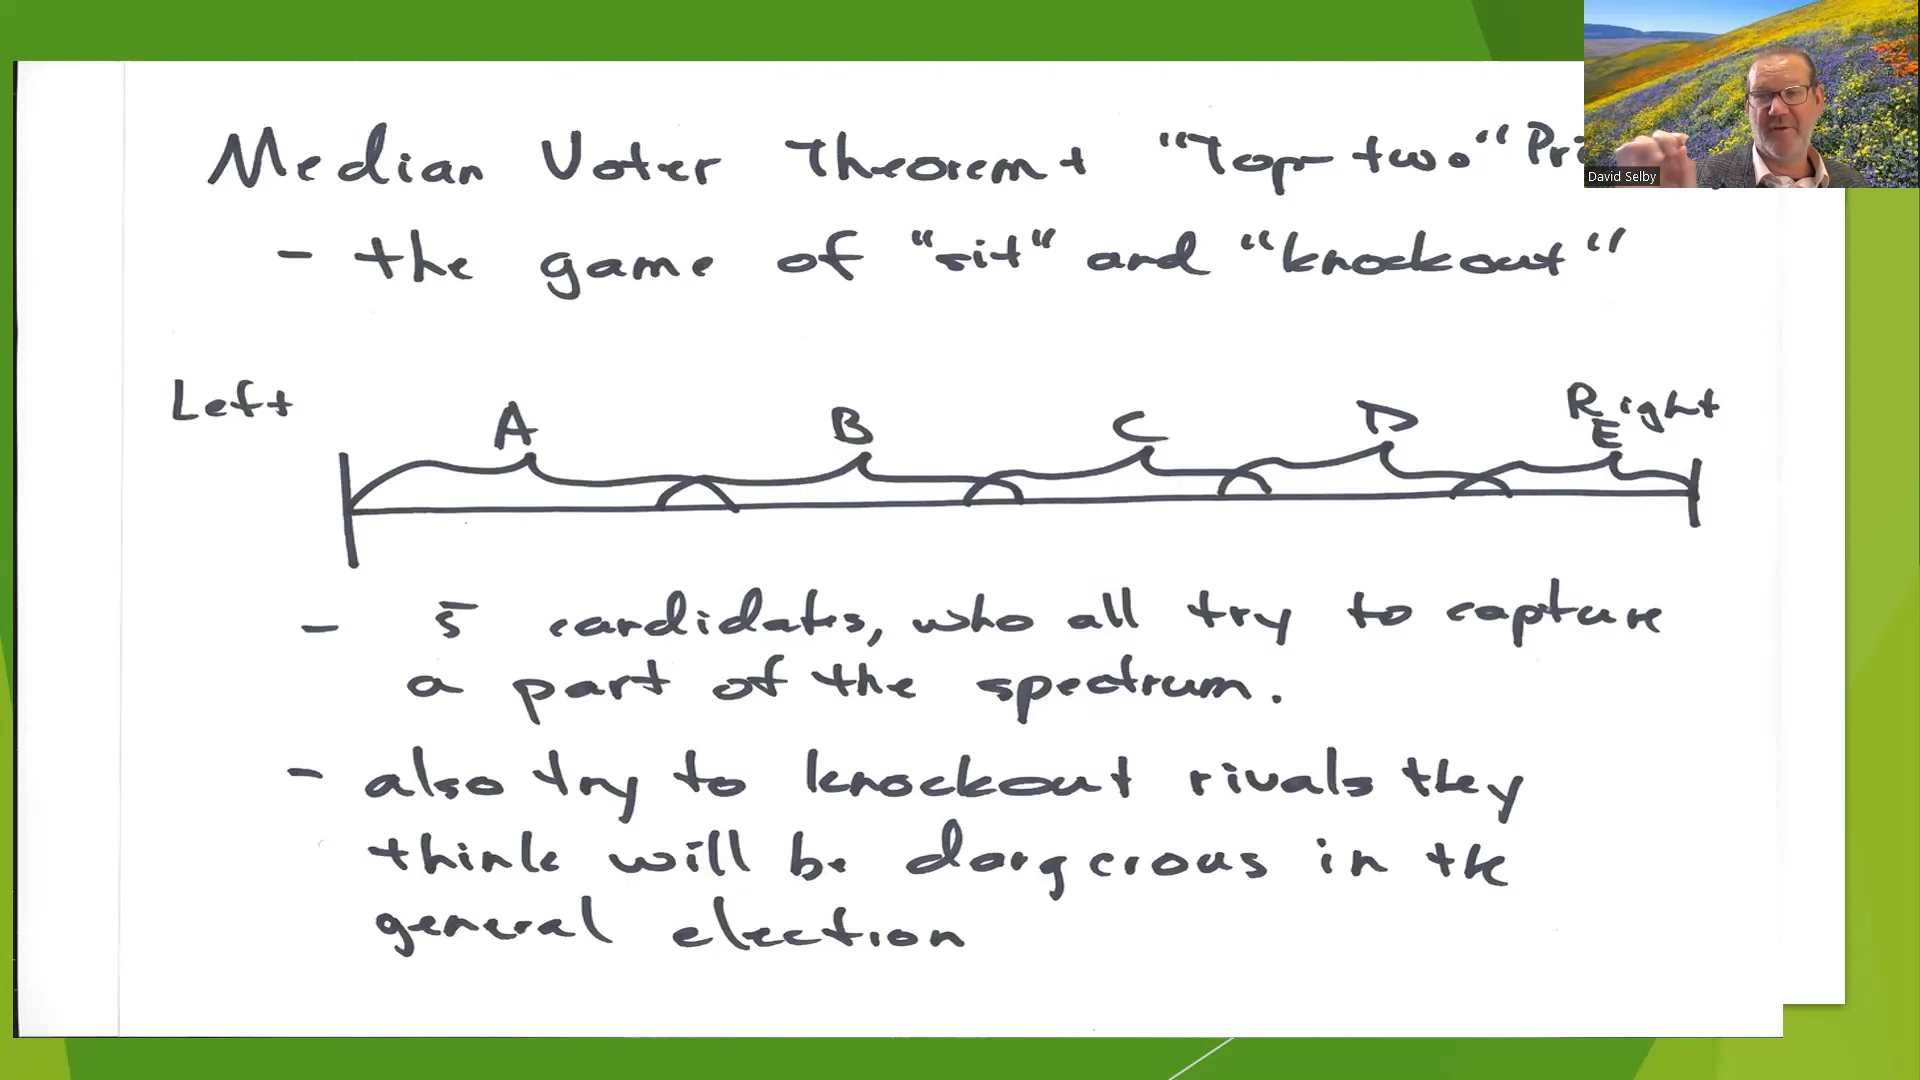 Median Voter Theorem + "Top-two" Pri
- the game of "sit" and "knockout"
Left
Right
A B C D E
- 5 candidates, who all try to capture
a part of the spectrum.
- also try to knockout rivals they
think will be dangerous in the
general election
David Selby